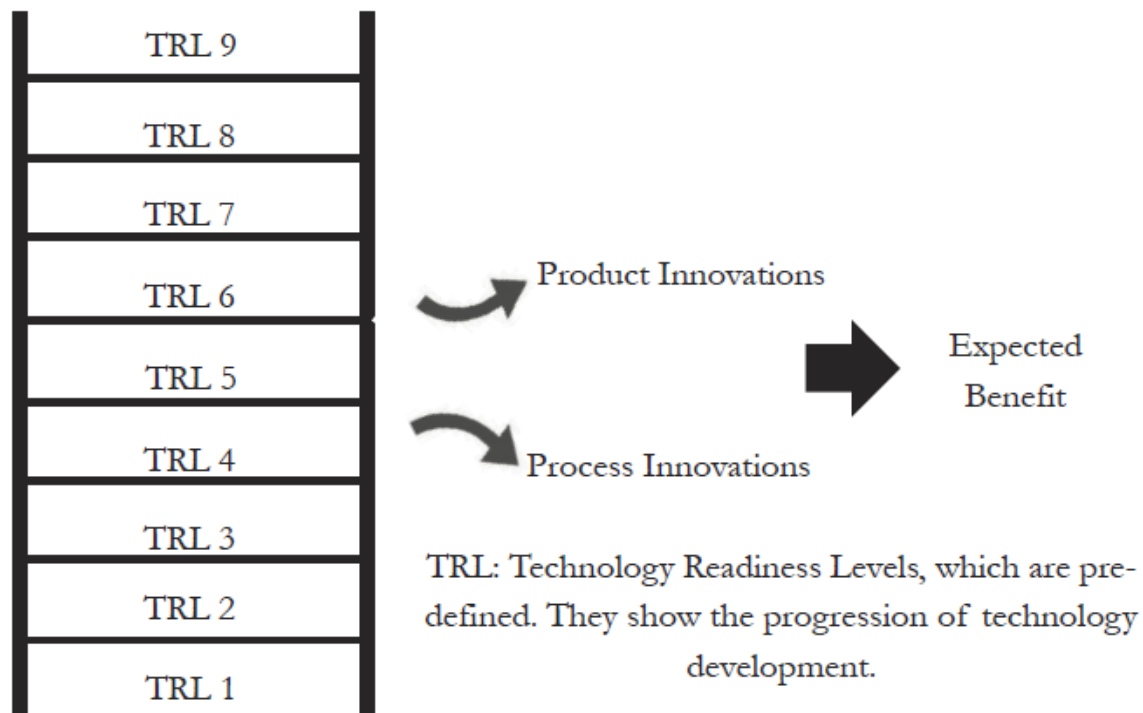 TRL 9
TRL 8
TRL 7
TRL 6
TRL 5
TRL 4
TRL 3
TRL 2
TRL 1
Product Innovations
Process Innovations
Expected
Benefit
TRL: Technology Readiness Levels, which are pre-
defined. They show the progression of technology
development.